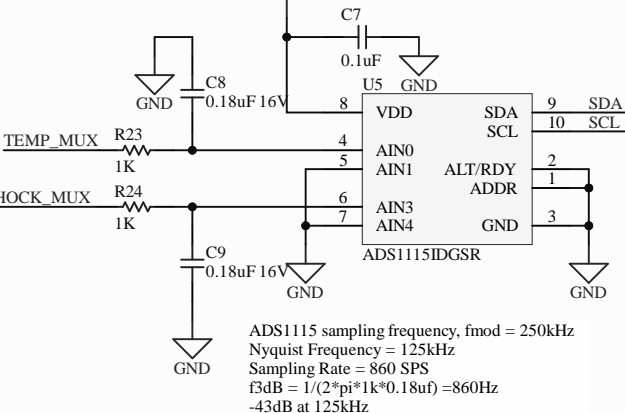 C7
0.1uF
GND
U5
C8
0.18uF 16V
GND
8 VDD SDA 9 SDA
SCL 10 SCL
TEMP_MUX R23 4 AIN0
1K
5 AIN1 ALT/RDY 2
ADDR 1
HOCK_MUX R24 6 AIN3
1K
7 AIN4 GND 3
ADS1115IDGSR
C9
0.18uF 16V
GND
GND
GND
ADS1115 sampling frequency, fmod = 250kHz
Nyquist Frequency = 125kHz
Sampling Rate = 860 SPS
f3dB = 1/(2*pi*1k*0.18uf) =860Hz
-43dB at 125kHz